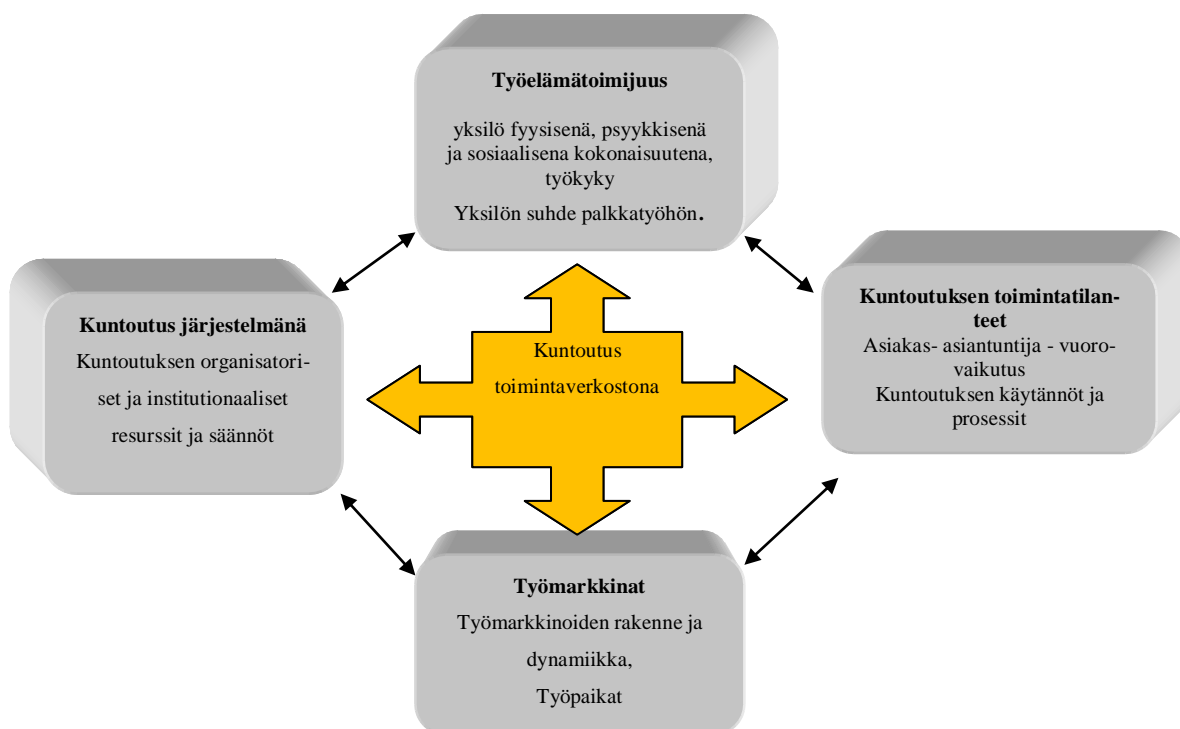 Työelämätoimijuus
yksilö fyysisenä, psyykkisenä
ja sosiaalisena kokonaisuutena,
työkyky
Yksilön suhde palkkatyöhön.
Kuntoutus järjestelmänä
Kuntoutuksen organisatori-
set ja institutionaaliset
resurssit ja säännöt
Kuntoutus
toimintaverkostona
Kuntoutuksen toimintatilan-
teet
Asiakas- asiantuntija - vuoro-
vaikutus
Kuntoutuksen käytännöt ja
prosessit
Työmarkkinat
Työmarkkinoiden rakenne ja
dynamiikka,
Työpaikat